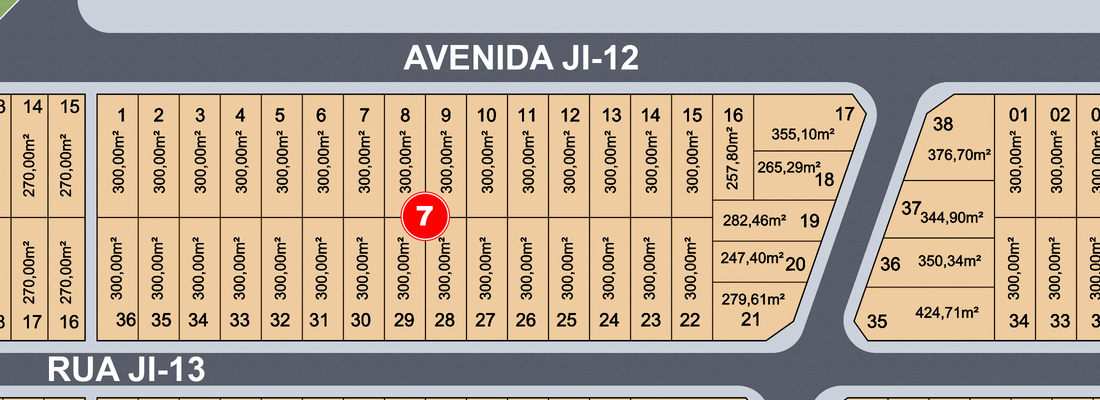 AVENIDA JI-12
14 15
270,00m² 270,00m²
270,00m² 270,00m²
17 16
1 2 3 4 5 6 7 8 9 10 11 12 13 14 15 16
300,00m² 300,00m² 300,00m² 300,00m² 300,00m² 300,00m² 300,00m² 300,00m² 300,00m² 300,00m² 300,00m² 300,00m² 300,00m² 300,00m² 300,00m² 257,80m²
17
355,10m²
265,29m²
18
7
282,46m² 19
247,40m² 20
279,61m²
21
300,00m² 300,00m² 300,00m² 300,00m² 300,00m² 300,00m² 300,00m² 300,00m² 300,00m² 300,00m² 300,00m² 300,00m² 300,00m² 300,00m² 300,00m²
36 35 34 33 32 31 30 29 28 27 26 25 24 23 22
38
376,70m²
37 344,90m²
36 350,34m²
35 424,71m²
01 02
300,00m² 300,00m² 300,00m²
300,00m² 300,00m² 300,00m²
34 33
RUA JI-13